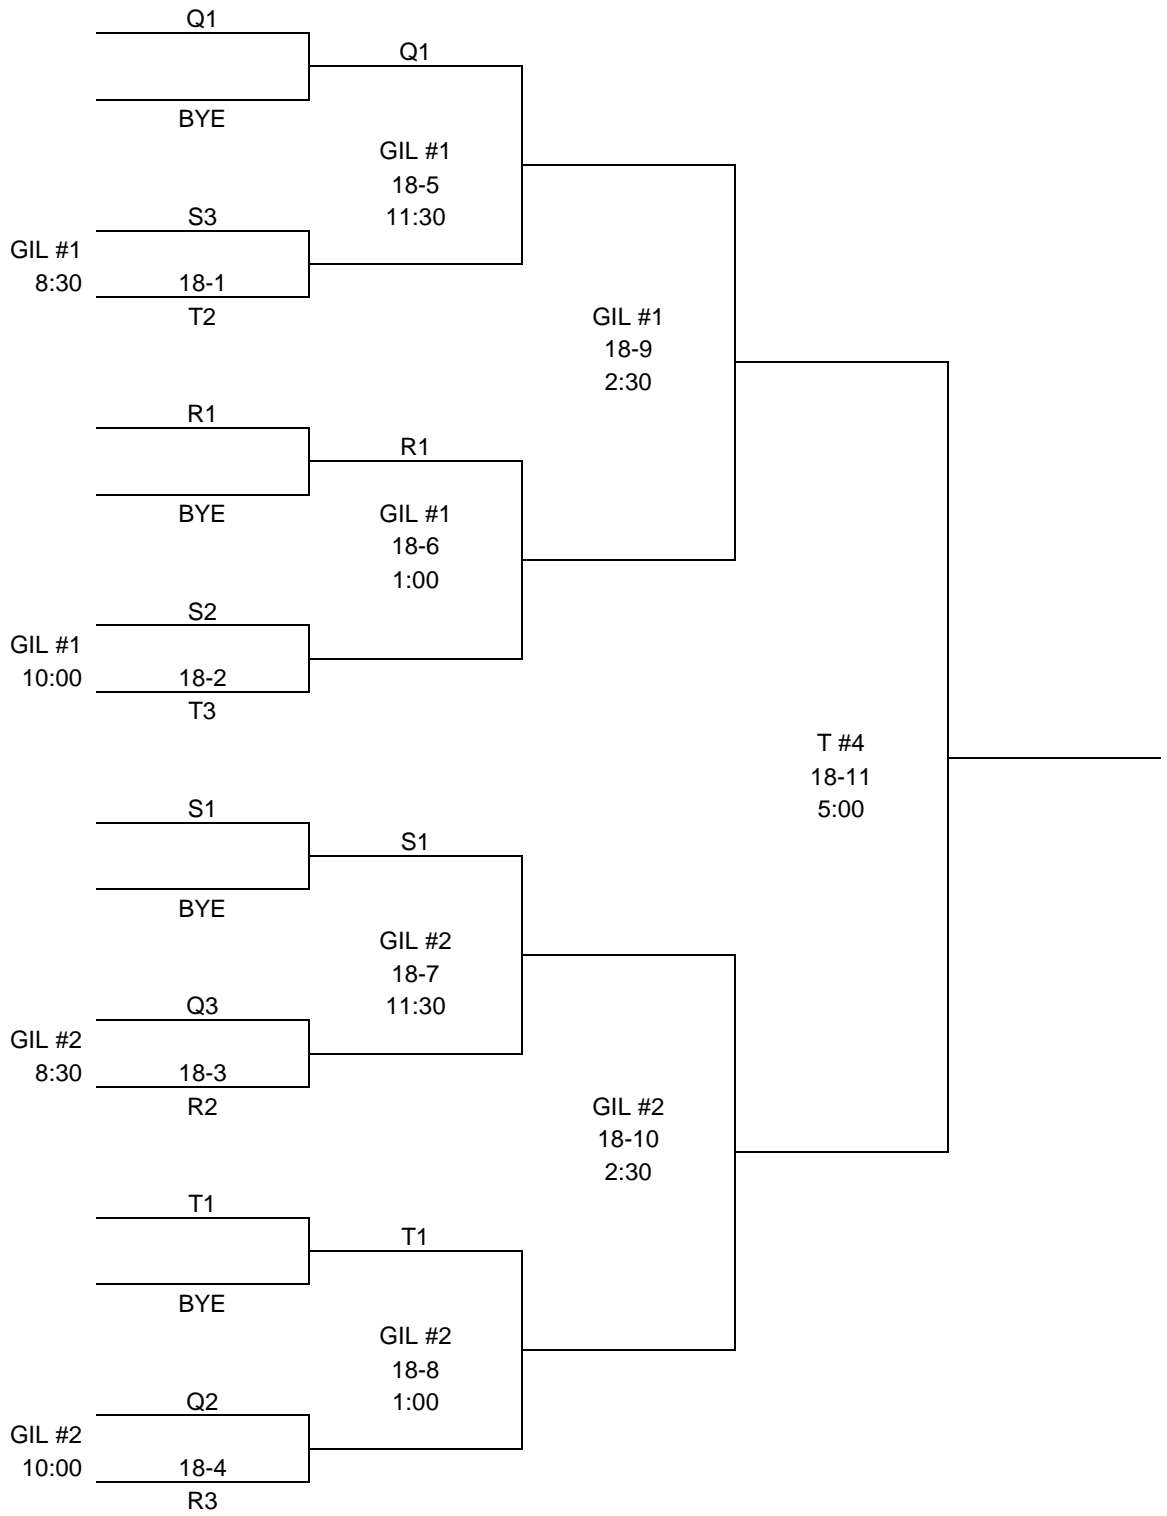 Q1
Q1
BYE
GIL #1
18-5
11:30
S3
GIL #1
8:30
18-1
T2
GIL #1
18-9
2:30
R1
R1
BYE
GIL #1
18-6
1:00
S2
GIL #1
10:00
18-2
T3
T #4
18-11
5:00
S1
S1
BYE
GIL #2
18-7
11:30
Q3
GIL #2
8:30
18-3
R2
GIL #2
18-10
2:30
T1
T1
BYE
GIL #2
18-8
1:00
Q2
GIL #2
10:00
18-4
R3